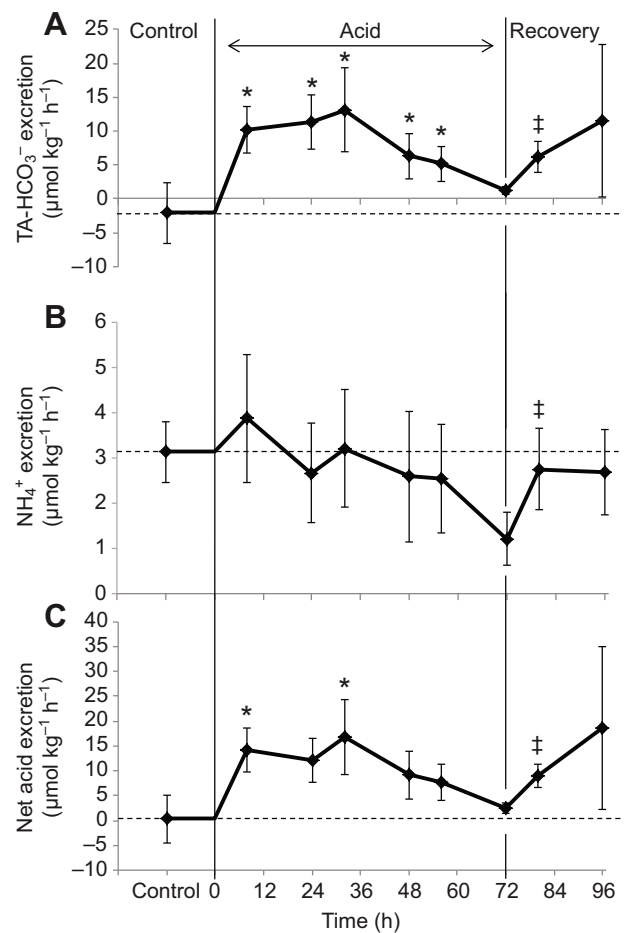 A
Control
Acid
Recovery
25
20
15
10
5
0
–5
–10
TA-HCO₃⁻ excretion
(µmol kg⁻¹ h⁻¹)
*
*
*
*
*
‡
B
6
5
4
3
2
1
0
NH₄⁺ excretion
(µmol kg⁻¹ h⁻¹)
‡
C
40
35
30
25
20
15
10
5
0
–5
–10
Net acid excretion
(µmol kg⁻¹ h⁻¹)
*
*
‡
Control 0 12 24 36 48 60 72 84 96
Time (h)